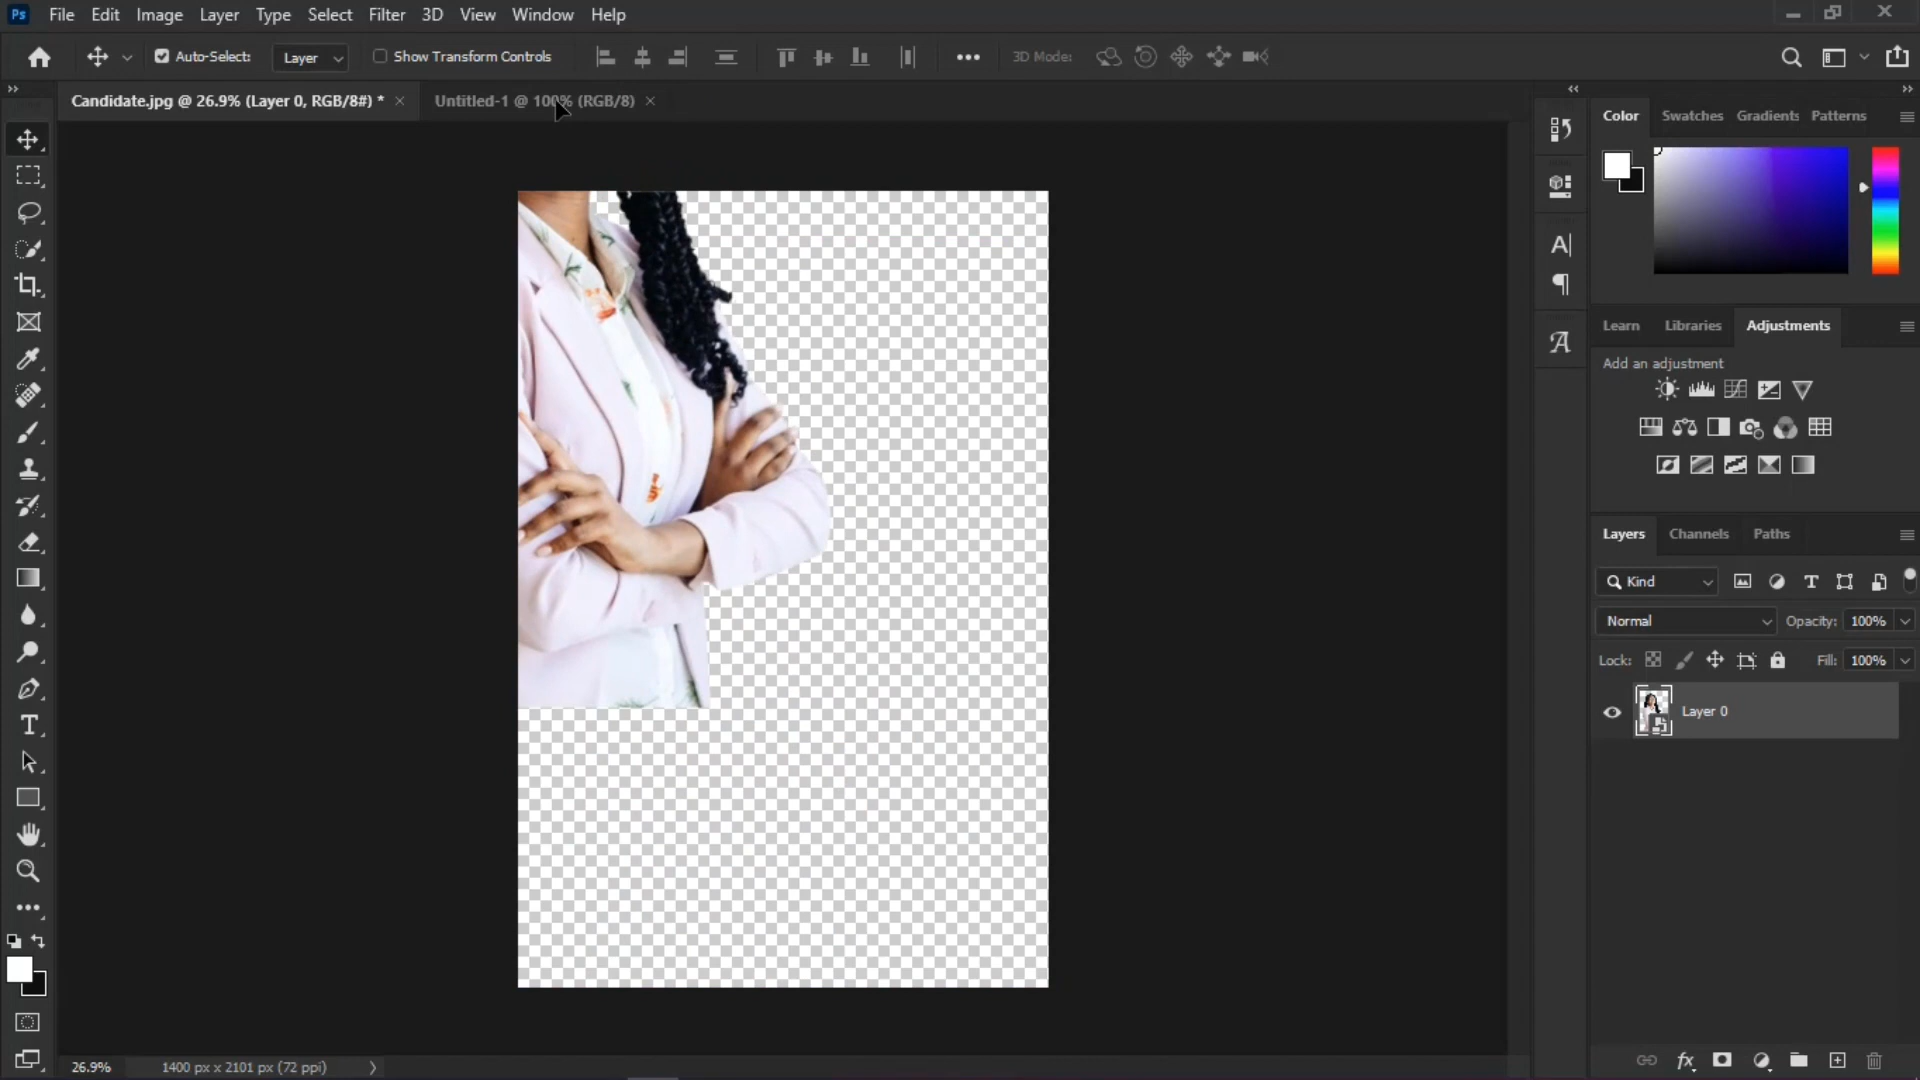 Ps File Edit Image Layer Type Select Filter 3D View Window Help
Auto-Select: Layer Show Transform Controls 3D Mode:
Candidate.jpg @ 26.9% (Layer 0, RGB/8#) * × Untitled-1 @ 100% (RGB/8) ×
Color Swatches Gradients Patterns
Learn Libraries Adjustments
Add an adjustment
Layers Channels Paths
Kind
Normal Opacity: 100%
Lock: Fill: 100%
Layer 0
26.9% 1400 px x 2101 px (72 ppi)